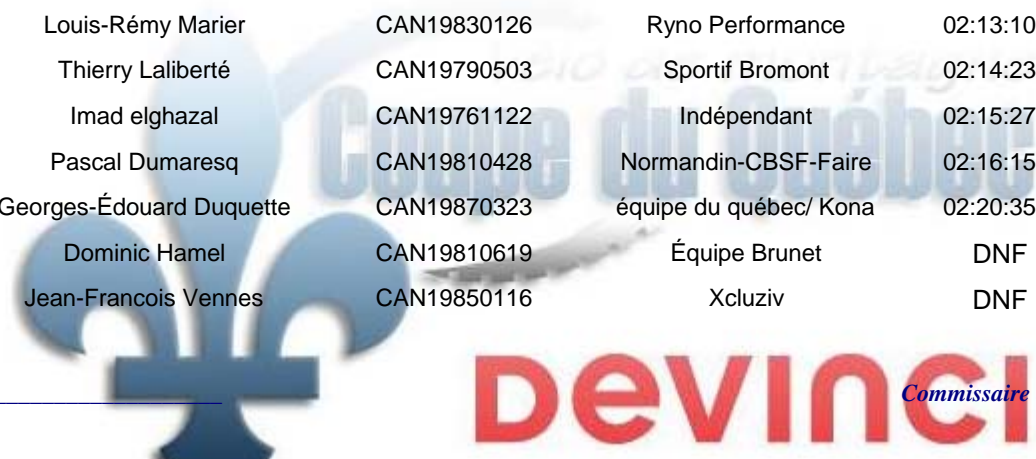 Louis-Rémy Marier CAN19830126 Ryno Performance 02:13:10
Thierry Laliberté CAN19790503 Sportif Bromont 02:14:23
Imad elghazal CAN19761122 Indépendant 02:15:27
Pascal Dumaresq CAN19810428 Normandin-CBSF-Faire 02:16:15
Georges-Édouard Duquette CAN19870323 équipe du québec/ Kona 02:20:35
Dominic Hamel CAN19810619 Équipe Brunet DNF
Jean-Francois Vennes CAN19850116 Xcluziv DNF
vélo de montagne
Coupe du Québec
Devinci
Commissaire